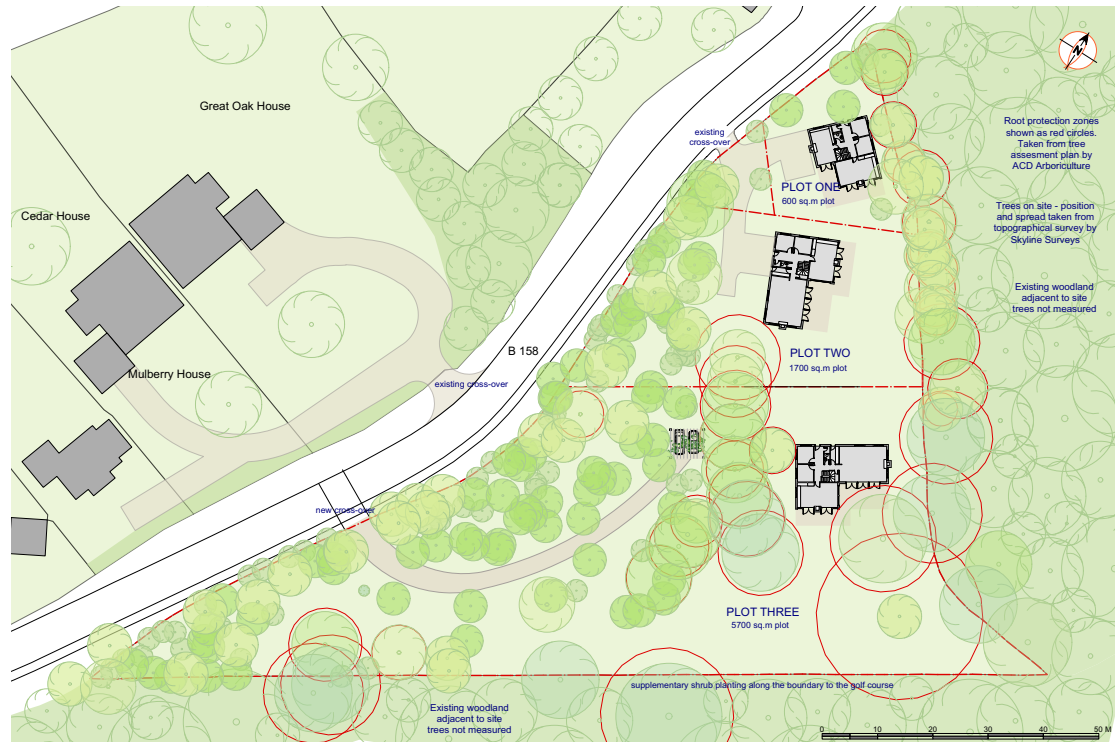 Great Oak House
Cedar House
Mulberry House
existing
cross-over
B 158
existing cross-over
new cross-over
PLOT ONE
600 sq.m plot
PLOT TWO
1700 sq.m plot
PLOT THREE
5700 sq.m plot
N
Root protection zones
shown as red circles.
Taken from tree
assesment plan by
ACD Arboriculture
Trees on site - position
and spread taken from
topographical survey by
Skyline Surveys
Existing woodland
adjacent to site
trees not measured
supplementary shrub planting along the boundary to the golf course
Existing woodland
adjacent to site
trees not measured
0 10 20 30 40 50 M